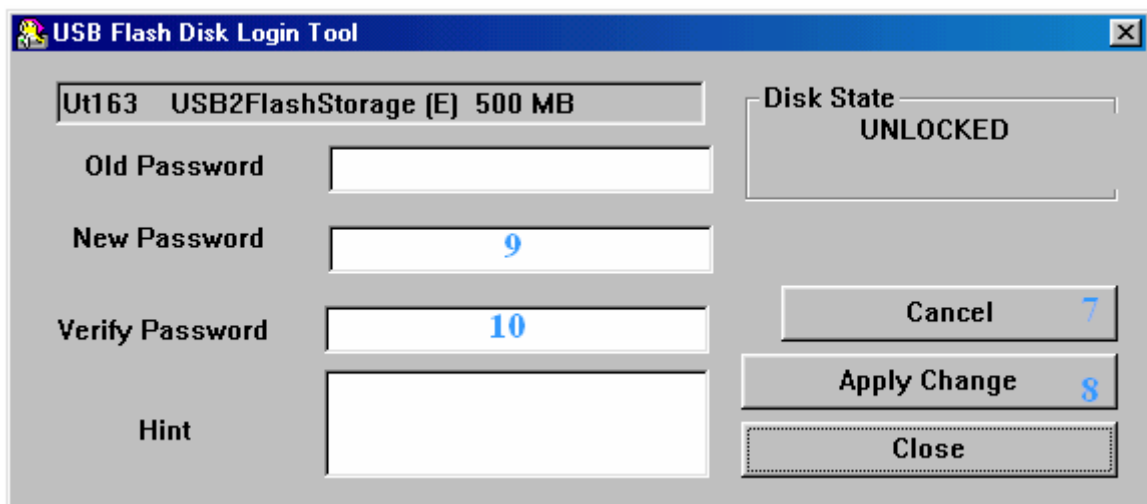 USB Flash Disk Login Tool
Ut163 USB2FlashStorage (E) 500 MB
Disk State
UNLOCKED
Old Password
New Password
9
Verify Password
10
Hint
Cancel 7
Apply Change 8
Close